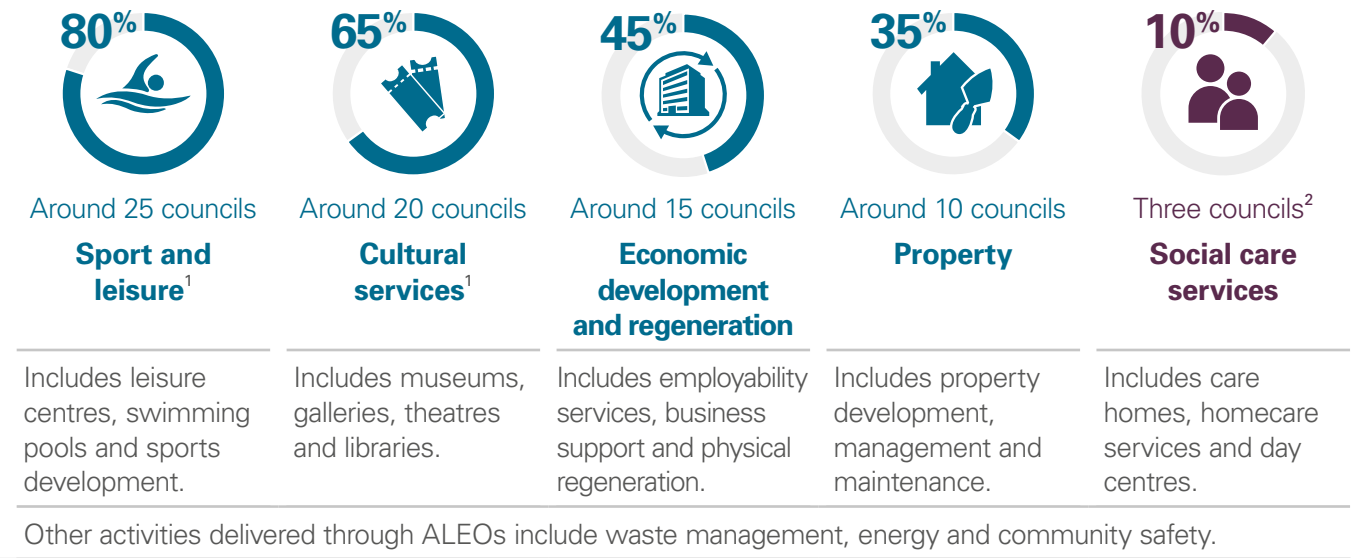 80%
Around 25 councils
Sport and
leisure¹
Includes leisure
centres, swimming
pools and sports
development.
65%
Around 20 councils
Cultural
services¹
Includes museums,
galleries, theatres
and libraries.
45%
Around 15 councils
Economic
development
and regeneration
Includes employability
services, business
support and physical
regeneration.
35%
Around 10 councils
Property
Includes property
development,
management and
maintenance.
10%
Three councils²
Social care
services
Includes care
homes, homecare
services and day
centres.
Other activities delivered through ALEOs include waste management, energy and community safety.